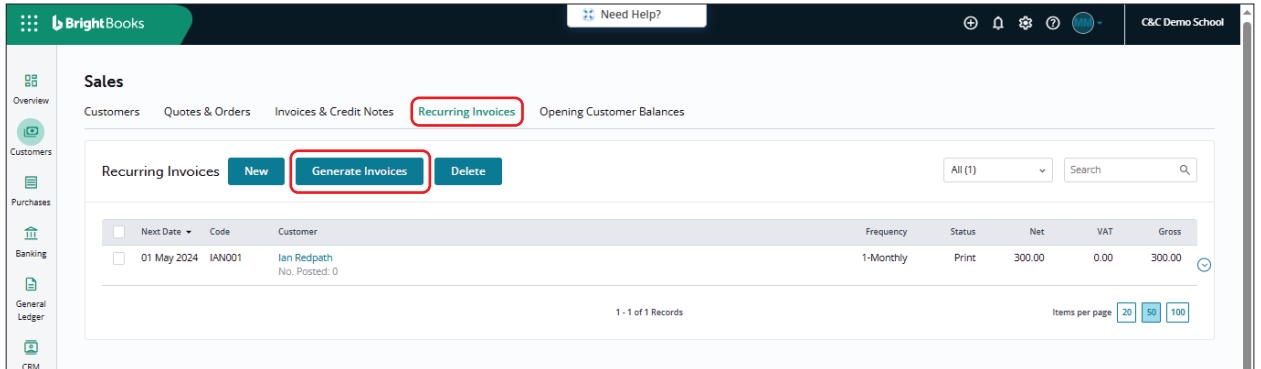 BrightBooks
Need Help?
MM
C&C Demo School
Overview
Customers
Purchases
Banking
General
Ledger
CRM
Sales
Customers Quotes & Orders Invoices & Credit Notes Recurring Invoices Opening Customer Balances
Recurring Invoices New Generate Invoices Delete All (1) Search
Next Date Code Customer Frequency Status Net VAT Gross
01 May 2024 IAN001 Ian Redpath 1-Monthly Print 300.00 0.00 300.00
No. Posted: 0
1 - 1 of 1 Records Items per page 20 50 100